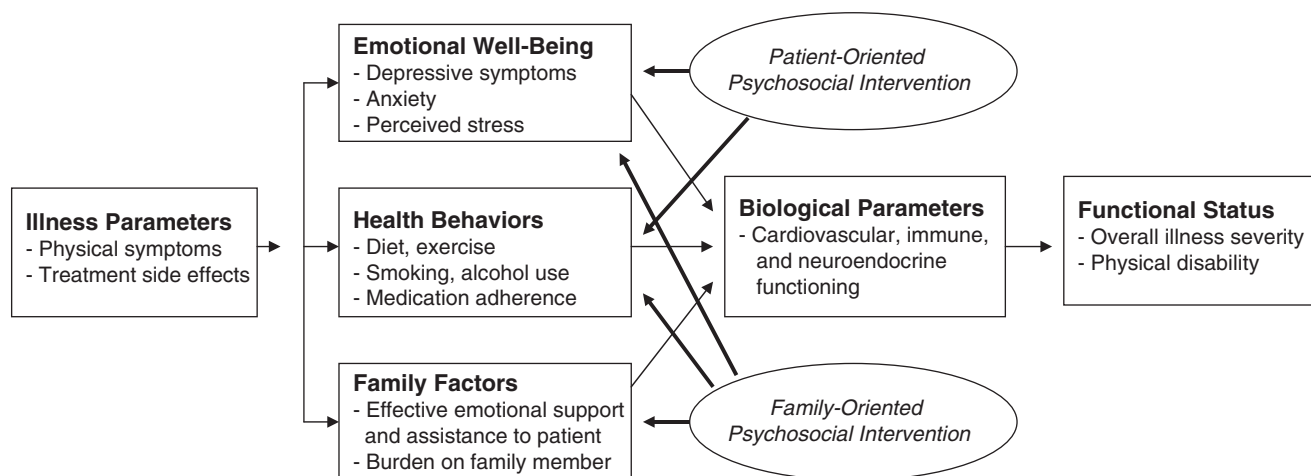 Emotional Well-Being
- Depressive symptoms
- Anxiety
- Perceived stress
Patient-Oriented
Psychosocial Intervention
Illness Parameters
- Physical symptoms
- Treatment side effects
Health Behaviors
- Diet, exercise
- Smoking, alcohol use
- Medication adherence
Biological Parameters
- Cardiovascular, immune,
and neuroendocrine
functioning
Functional Status
- Overall illness severity
- Physical disability
Family Factors
- Effective emotional support
and assistance to patient
- Burden on family member
Family-Oriented
Psychosocial Intervention